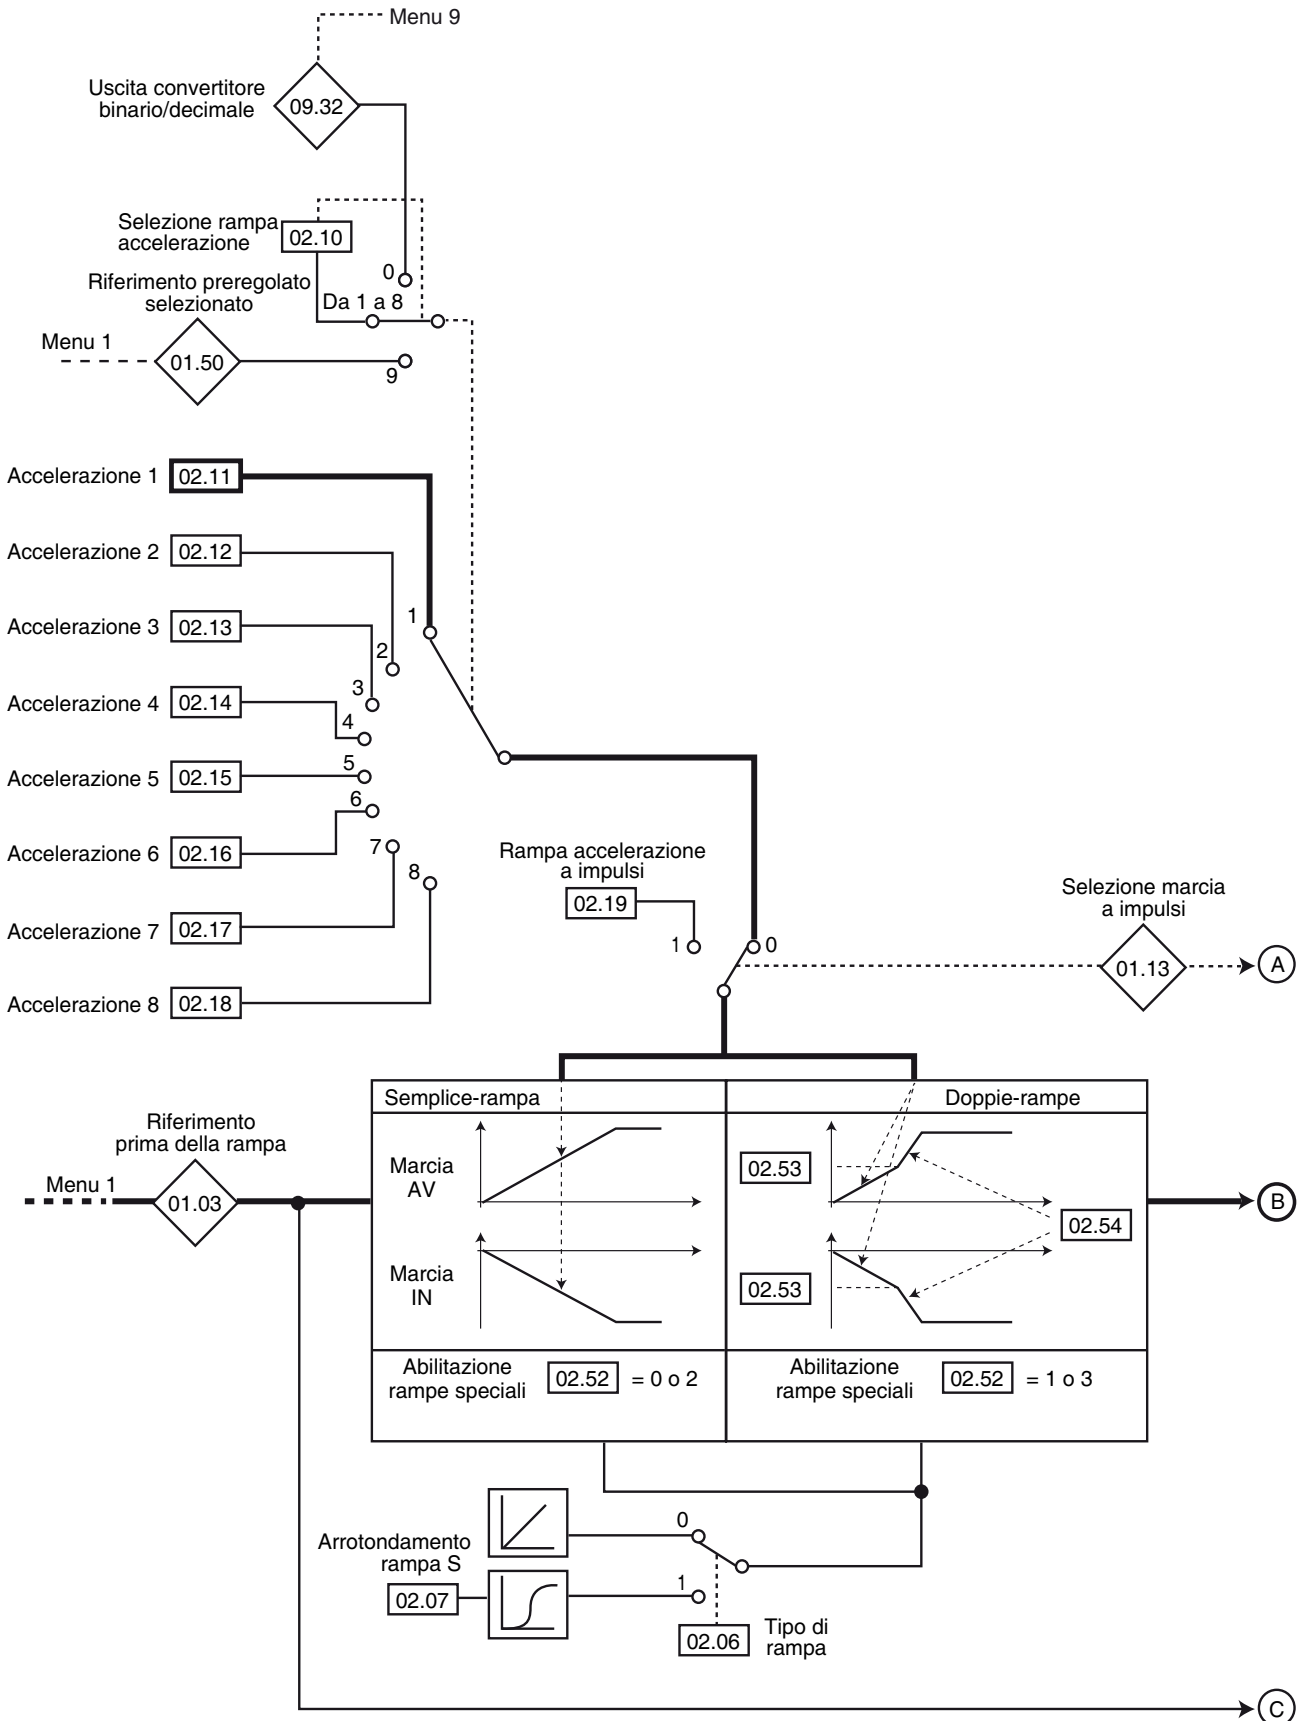 Menu 9
Uscita convertitore
binario/decimale
09.32
Selezione rampa
accelerazione
02.10
0
Riferimento preregolato
selezionato
Da 1 a 8
Menu 1
01.50
9
Accelerazione 1
02.11
Accelerazione 2
02.12
Accelerazione 3
02.13
1
2
3
Accelerazione 4
02.14
4
Accelerazione 5
02.15
5
6
Accelerazione 6
02.16
7
8
Accelerazione 7
02.17
Accelerazione 8
02.18
Rampa accelerazione
a impulsi
02.19
1
0
Selezione marcia
a impulsi
01.13
A
Semplice-rampa
Doppie-rampe
Riferimento
prima della rampa
Menu 1
01.03
Marcia
AV
02.53
B
02.54
Marcia
IN
02.53
Abilitazione
rampe speciali
02.52
= 0 o 2
Abilitazione
rampe speciali
02.52
= 1 o 3
0
Arrotondamento
rampa S
02.07
1
02.06
Tipo di
rampa
C